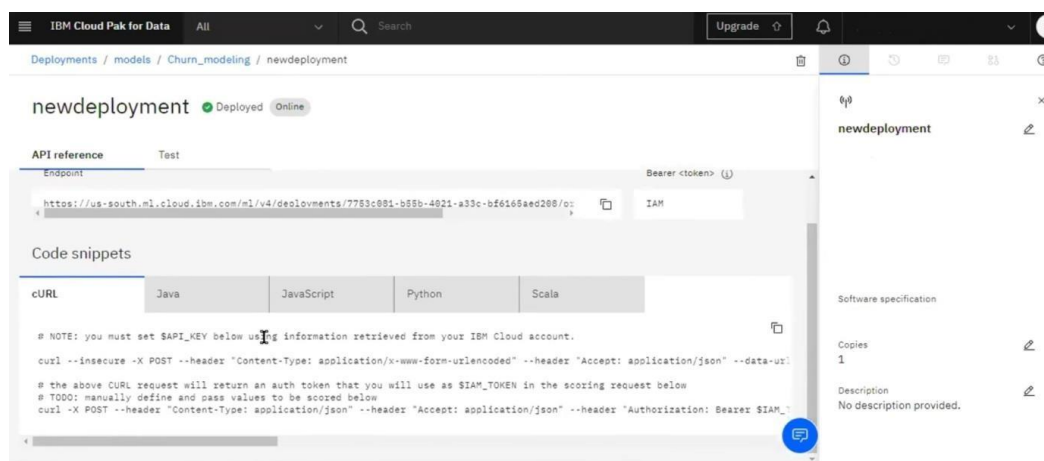 IBM Cloud Pak for Data
All
Search
Upgrade
Deployments / models / Churn_modeling / newdeployment
newdeployment Deployed Online
API reference Test
Endpoint Bearer <token>
https://us-south.ml.cloud.ibm.com/ml/v4/deployments/7753c081-b55b-4021-a33c-bf6165aed208/ IAM
Code snippets
cURL Java JavaScript Python Scala
# NOTE: you must set $API_KEY below using information retrieved from your IBM Cloud account.
curl --insecure -X POST --header "Content-Type: application/x-www-form-urlencoded" --header "Accept: application/json" --data-url
# the above CURL request will return an auth token that you will use as $IAM_TOKEN in the scoring request below
# TODO: manually define and pass values to be scored below
curl -X POST --header "Content-Type: application/json" --header "Accept: application/json" --header "Authorization: Bearer $IAM_
newdeployment
Software specification
Copies
1
Description
No description provided.